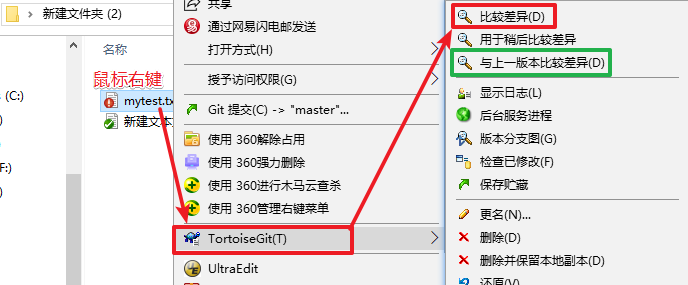 新建文件夹 (2)
名称
鼠标右键
mytest.tx
新建文本
(C:)
F:)
共享
通过网易闪电邮发送
打开方式(H)
授予访问权限(G)
Git 提交(C) -> "master"...
使用 360解除占用
使用 360强力删除
使用 360进行木马云查杀
使用 360管理右键菜单
TortoiseGit(T)
UltraEdit
比较差异(D)
用于稍后比较差异
与上一版本比较差异(D)
显示日志(L)
后台服务进程
版本分支图(G)
检查已修改(F)
保存贮藏
更名(N)...
删除(D)
删除并保留本地副本(D)
还原(V)